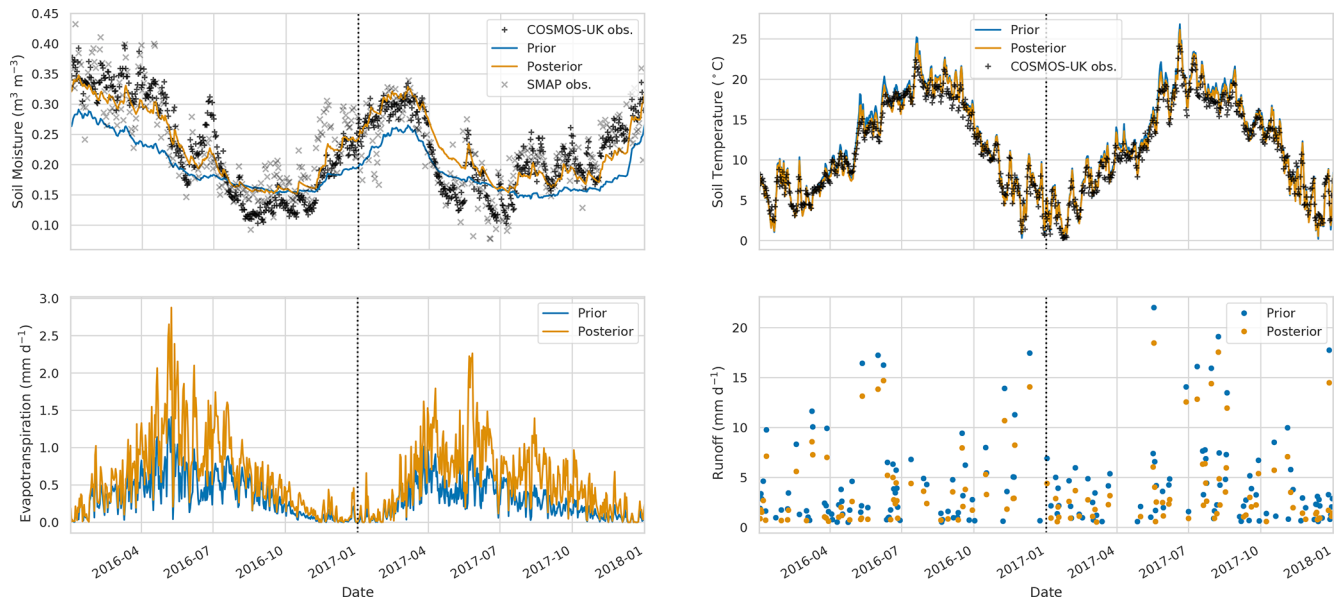 0.45
0.40
0.35
0.30
0.25
0.20
0.15
0.10
Soil Moisture (m³ m⁻³)
COSMOS-UK obs.
Prior
Posterior
SMAP obs.
25
20
15
10
5
0
Soil Temperature (°C)
Prior
Posterior
COSMOS-UK obs.
3.0
2.5
2.0
1.5
1.0
0.5
0.0
Evapotranspiration (mm d⁻¹)
Prior
Posterior
2016-04
2016-07
2016-10
2017-01
2017-04
2017-07
2017-10
2018-01
Date
20
15
10
5
0
Runoff (mm d⁻¹)
Prior
Posterior
2016-04
2016-07
2016-10
2017-01
2017-04
2017-07
2017-10
2018-01
Date